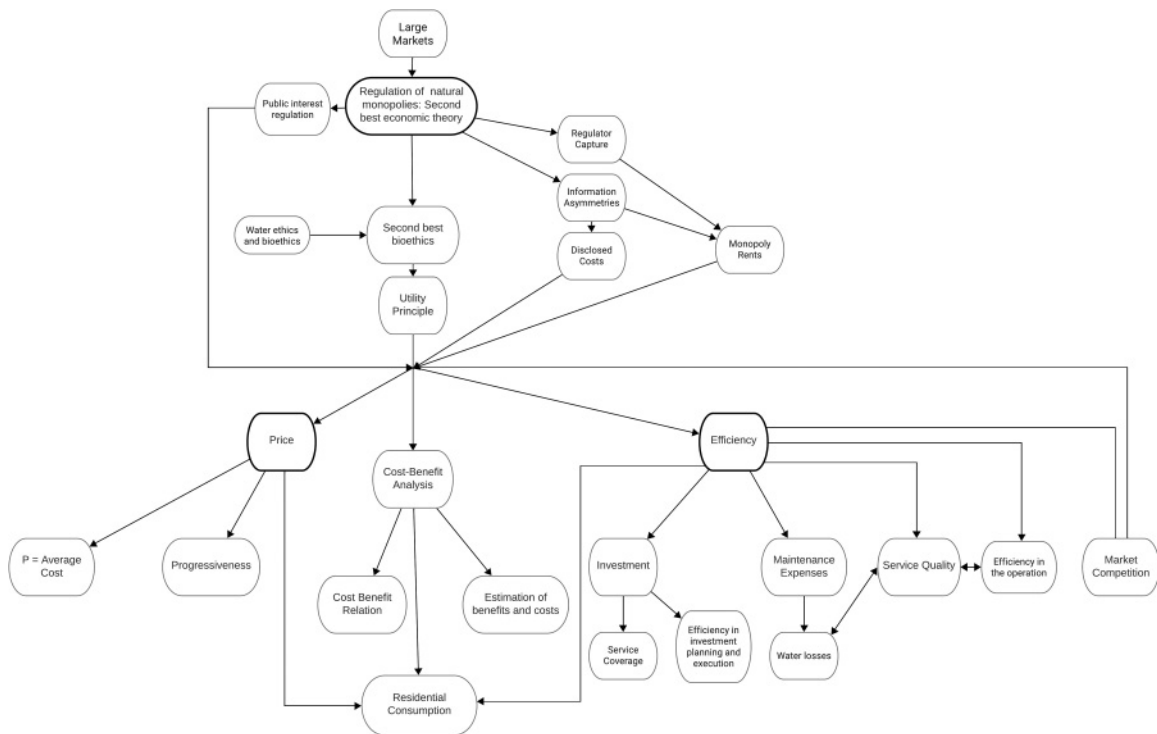 Large
Markets
Regulation of natural
monopolies: Second
best economic theory
Public interest
regulation
Regulator
Capture
Information
Asymmetries
Water ethics
and bioethics
Second best
bioethics
Disclosed
Costs
Monopoly
Rents
Utility
Principle
Price
Efficiency
Cost-Benefit
Analysis
P = Average
Cost
Progressiveness
Investment
Maintenance
Expenses
Service Quality
Efficiency in
the operation
Market
Competition
Cost Benefit
Relation
Estimation of
benefits and costs
Service
Coverage
Efficiency in
investment
planning and
execution
Water losses
Residential
Consumption